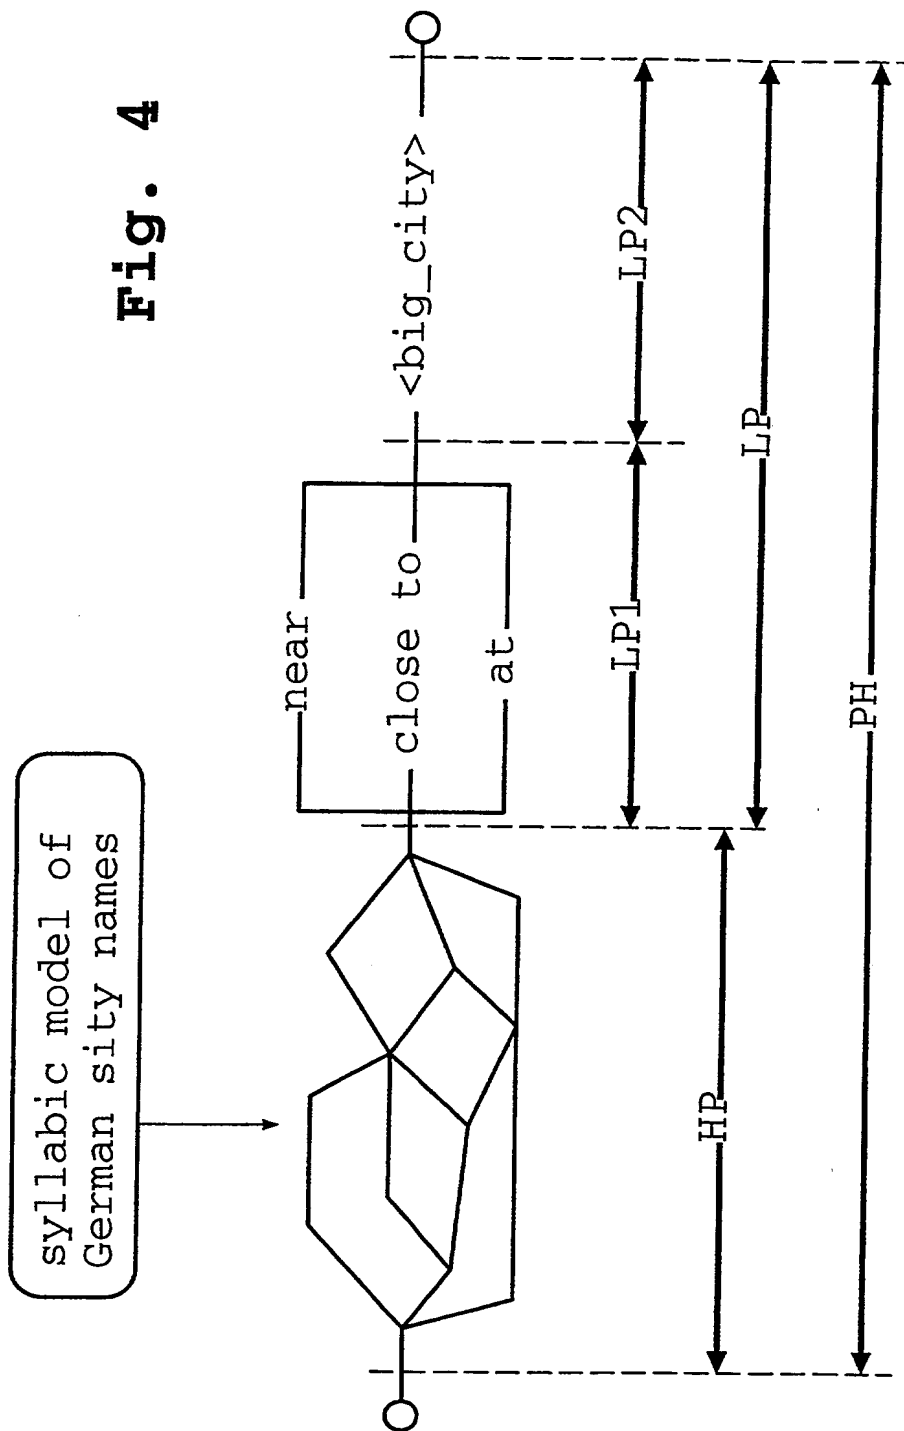 Fig. 4
syllabic model of
German sity names
near
close to
at
<big_city>
LP1
LP2
HP
LP
PH